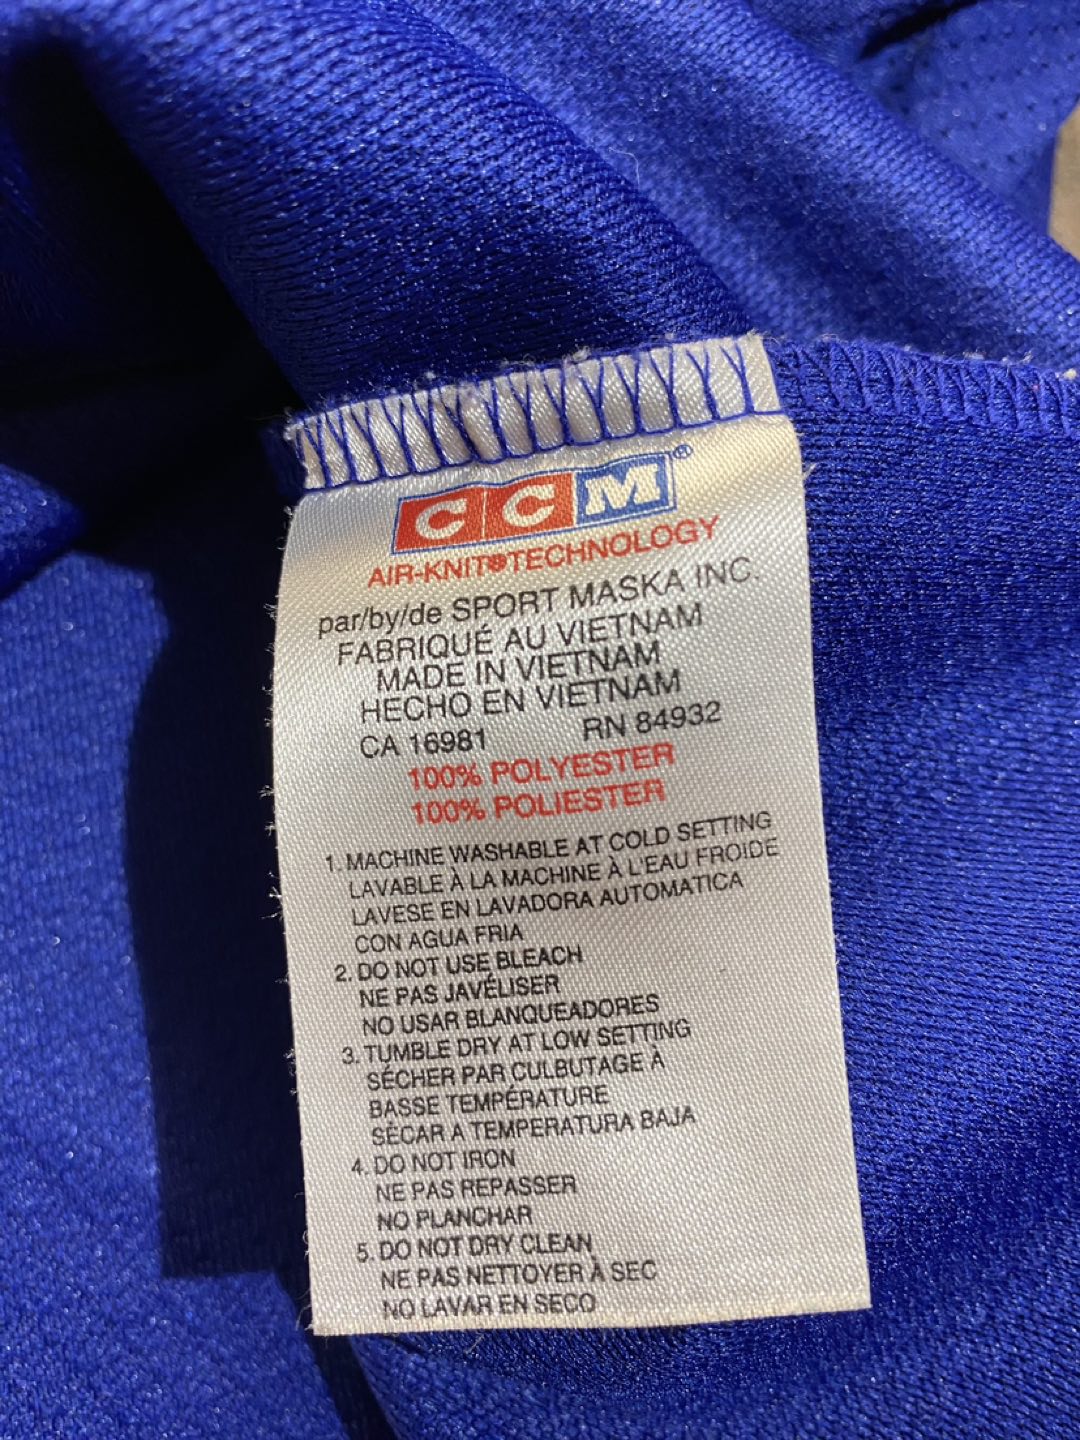 CCM®
AIR-KNIT®TECHNOLOGY
par/by/de SPORT MASKA INC.
FABRIQUÉ AU VIETNAM
MADE IN VIETNAM
HECHO EN VIETNAM
CA 16981 RN 84932
100% POLYESTER
100% POLIESTER
1. MACHINE WASHABLE AT COLD SETTING
LAVABLE À LA MACHINE À L'EAU FROIDE
LAVESE EN LAVADORA AUTOMATICA
CON AGUA FRIA
2. DO NOT USE BLEACH
NE PAS JAVÉLISER
NO USAR BLANQUEADORES
3. TUMBLE DRY AT LOW SETTING
SÉCHER PAR CULBUTAGE À
BASSE TEMPÉRATURE
SÈCAR A TEMPERATURA BAJA
4. DO NOT IRON
NE PAS REPASSER
NO PLANCHAR
5. DO NOT DRY CLEAN
NE PAS NETTOYER À SEC
NO LAVAR EN SECO